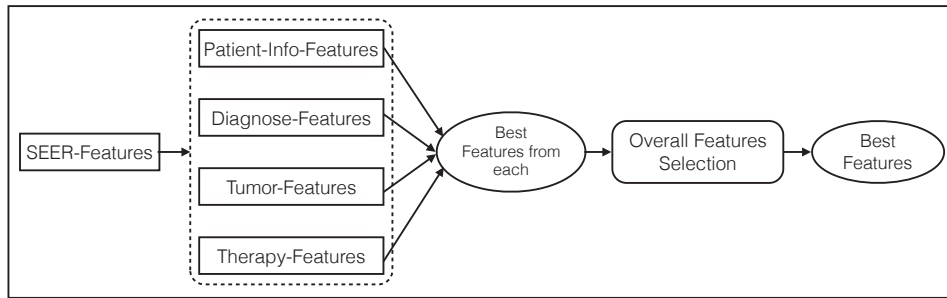 SEER-Features
Patient-Info-Features
Diagnose-Features
Tumor-Features
Therapy-Features
Best
Features from
each
Overall Features
Selection
Best
Features